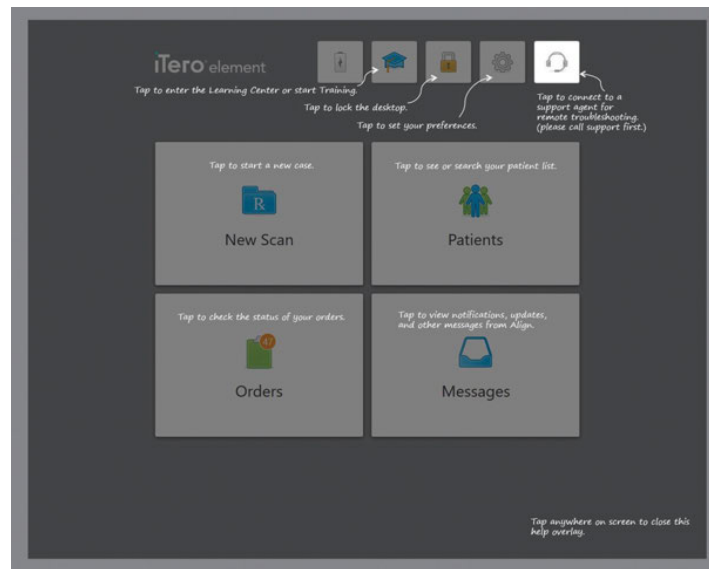 iTero element
Tap to enter the Learning Center or start Training.
Tap to lock the desktop.
Tap to set your preferences.
Tap to connect to a
support agent for
remote troubleshooting.
(please call support first.)
Tap to start a new case.
R
New Scan
Tap to see or search your patient list.
Patients
Tap to check the status of your orders.
47
Orders
Tap to view notifications, updates,
and other messages from Align.
Messages
Tap anywhere on screen to close this
help overlay.